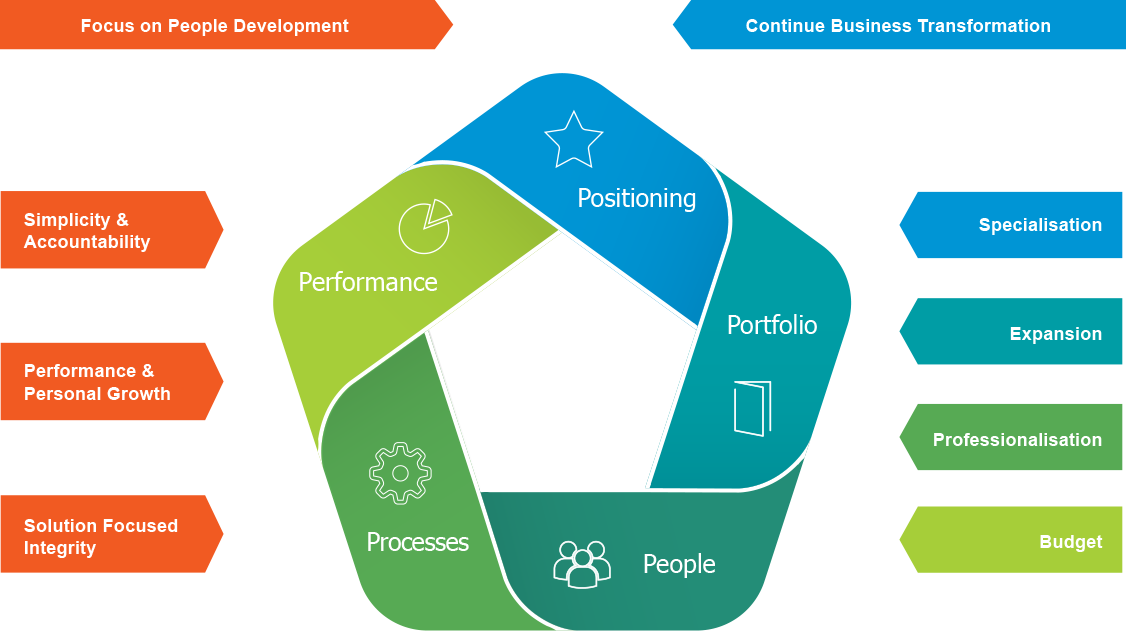 Focus on People Development
Continue Business Transformation
Positioning
Simplicity &
Accountability
Performance
Specialisation
Portfolio
Expansion
Performance &
Personal Growth
Professionalisation
Processes
People
Solution Focused
Integrity
Budget